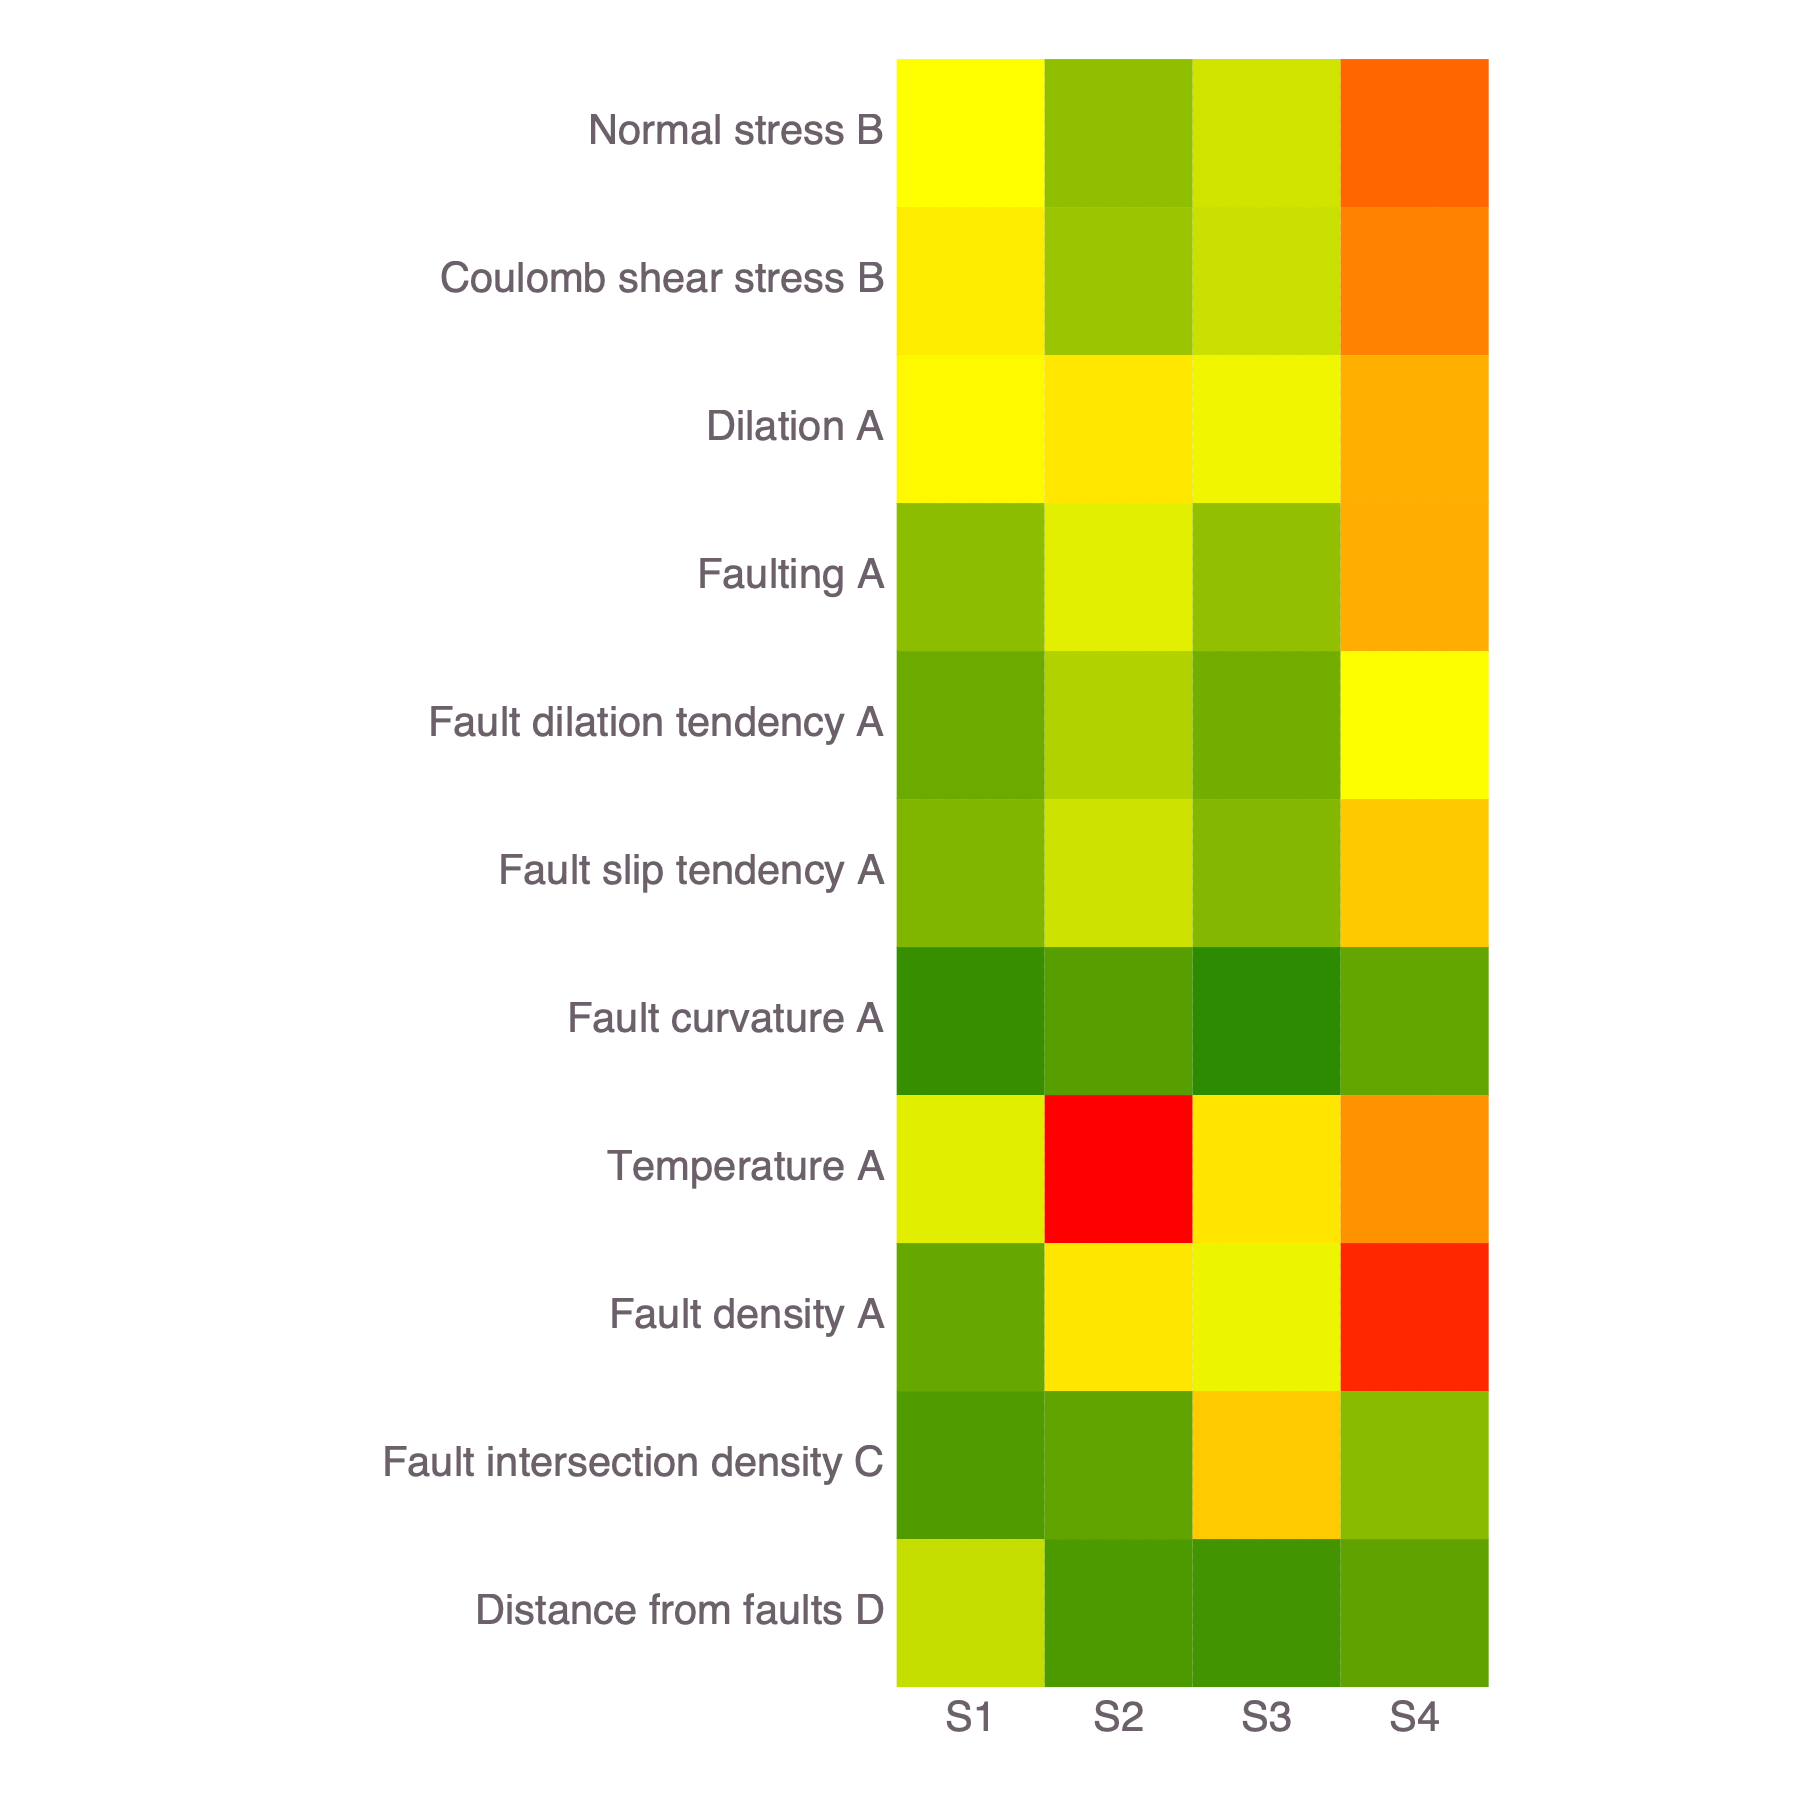 Normal stress B
Coulomb shear stress B
Dilation A
Faulting A
Fault dilation tendency A
Fault slip tendency A
Fault curvature A
Temperature A
Fault density A
Fault intersection density C
Distance from faults D
S1 S2 S3 S4